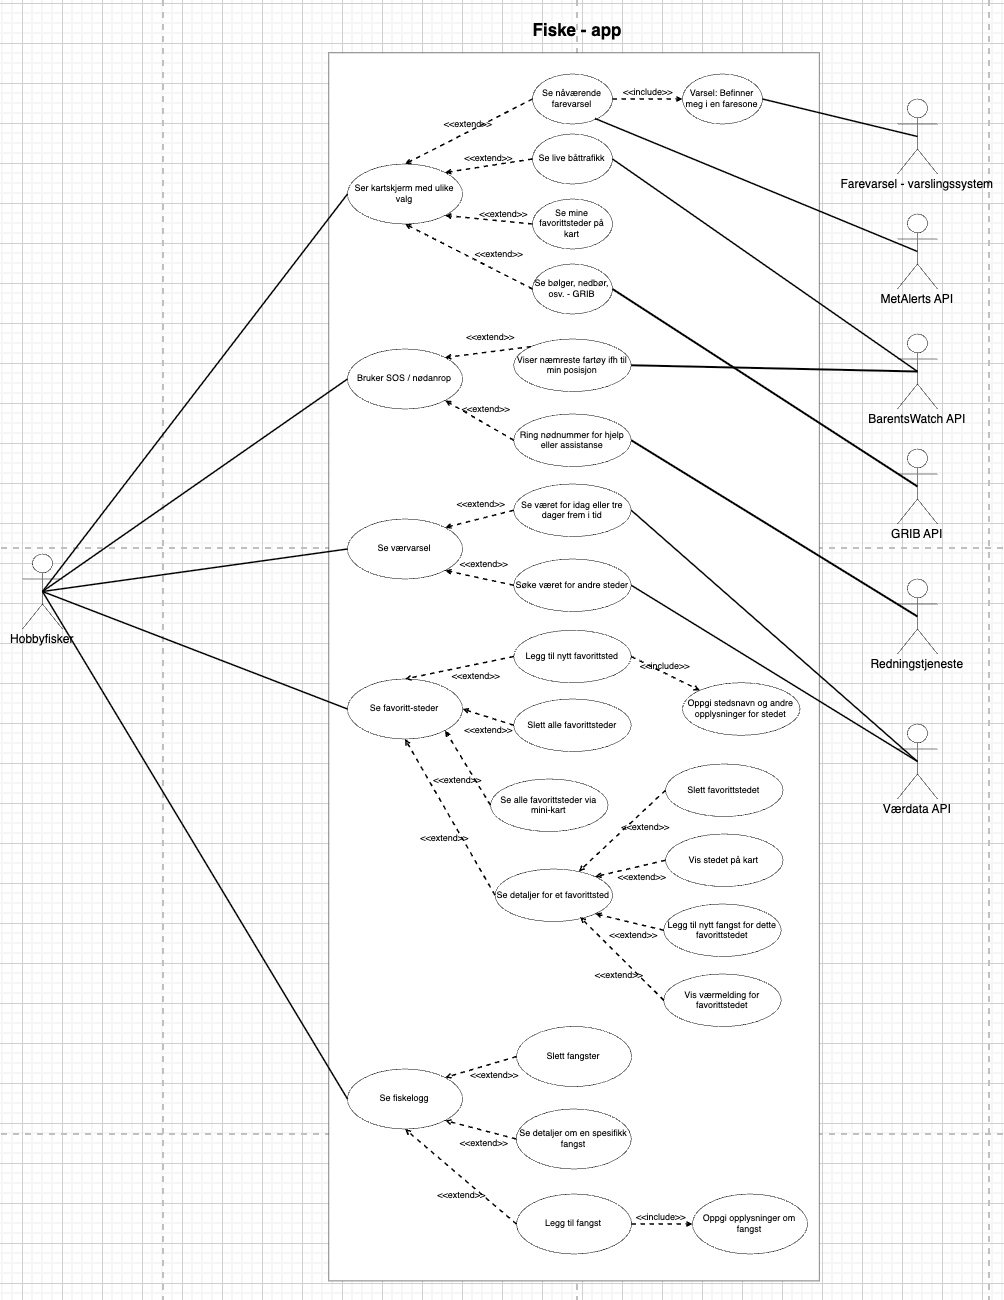 Fiske - app
Se nåværende
farevarsel
<<include>>
Varsel: Befinner
meg i en faresone
<<extend>>
Farevarsel - varslingssystem
Se live båttrafikk
<<extend>>
Ser kartskjerm med ulike
valg
Se mine
favorittsteder på
kart
<<extend>>
<<extend>>
Se bølger, nedbør,
osv. - GRIB
MetAlerts API
<<extend>>
Viser næmreste fartøy ifh til
min posisjon
Bruker SOS / nødanrop
<<extend>>
BarentsWatch API
Ring nødnummer for hjelp
eller assistanse
<<extend>>
Se været for idag eller tre
dager frem i tid
GRIB API
Se værvarsel
<<extend>>
Søke været for andre steder
Hobbyfisker
Legg til nytt favorittsted
<<include>>
Redningstjeneste
<<extend>>
Oppgi stedsnavn og andre
opplysninger for stedet
Se favoritt-steder
Slett alle favorittsteder
<<extend>>
<<extend>>
Se alle favorittsteder via
mini-kart
Slett favorittstedet
Værdata API
<<extend>>
<<extend>>
Vis stedet på kart
<<extend>>
Se detaljer for et favorittsted
Legg til nytt fangst for dette
favorittstedet
<<extend>>
<<extend>>
Vis værmelding for
favorittstedet
Slett fangster
<<extend>>
Se fiskelogg
Se detaljer om en spesifikk
fangst
<<extend>>
<<extend>>
Legg til fangst
<<include>>
Oppgi opplysninger om
fangst